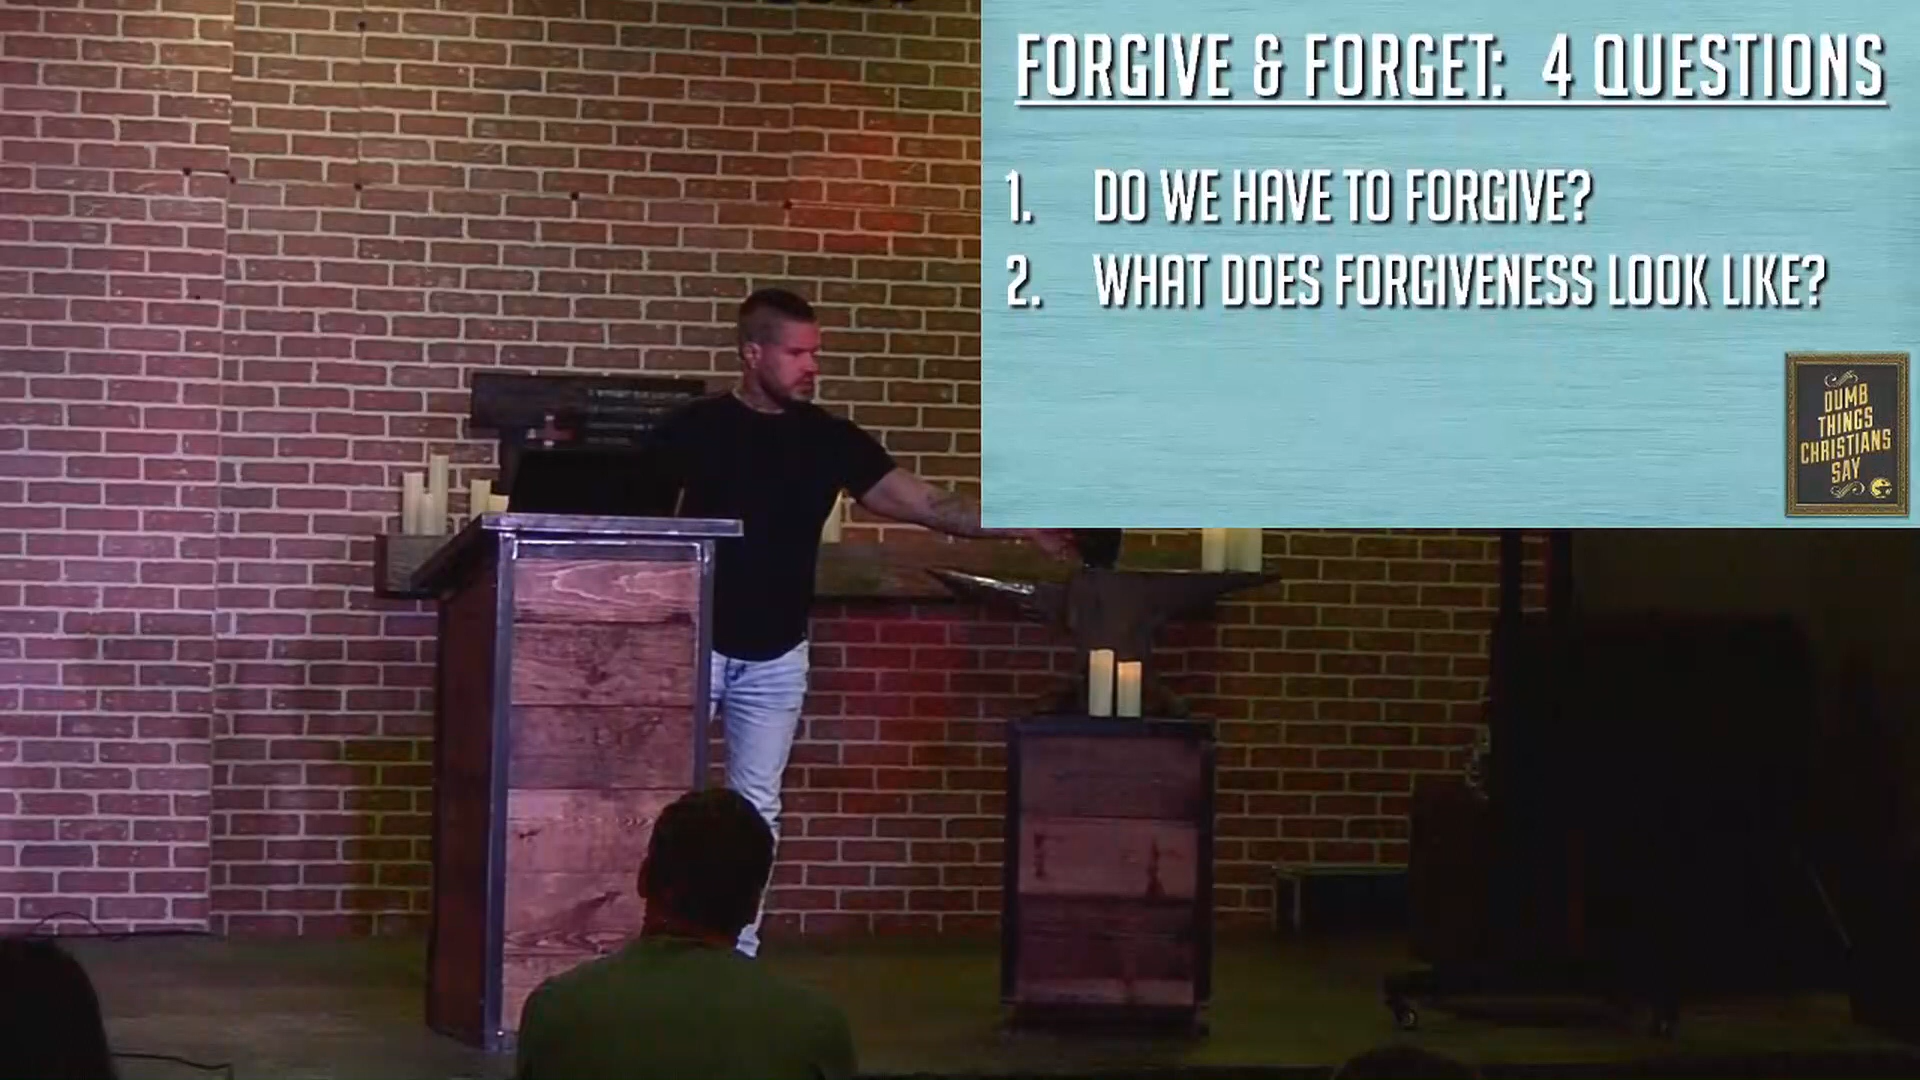 FORGIVE & FORGET: 4 QUESTIONS
1. DO WE HAVE TO FORGIVE?
2. WHAT DOES FORGIVENESS LOOK LIKE?
DUMB
THINGS
CHRISTIANS
SAY